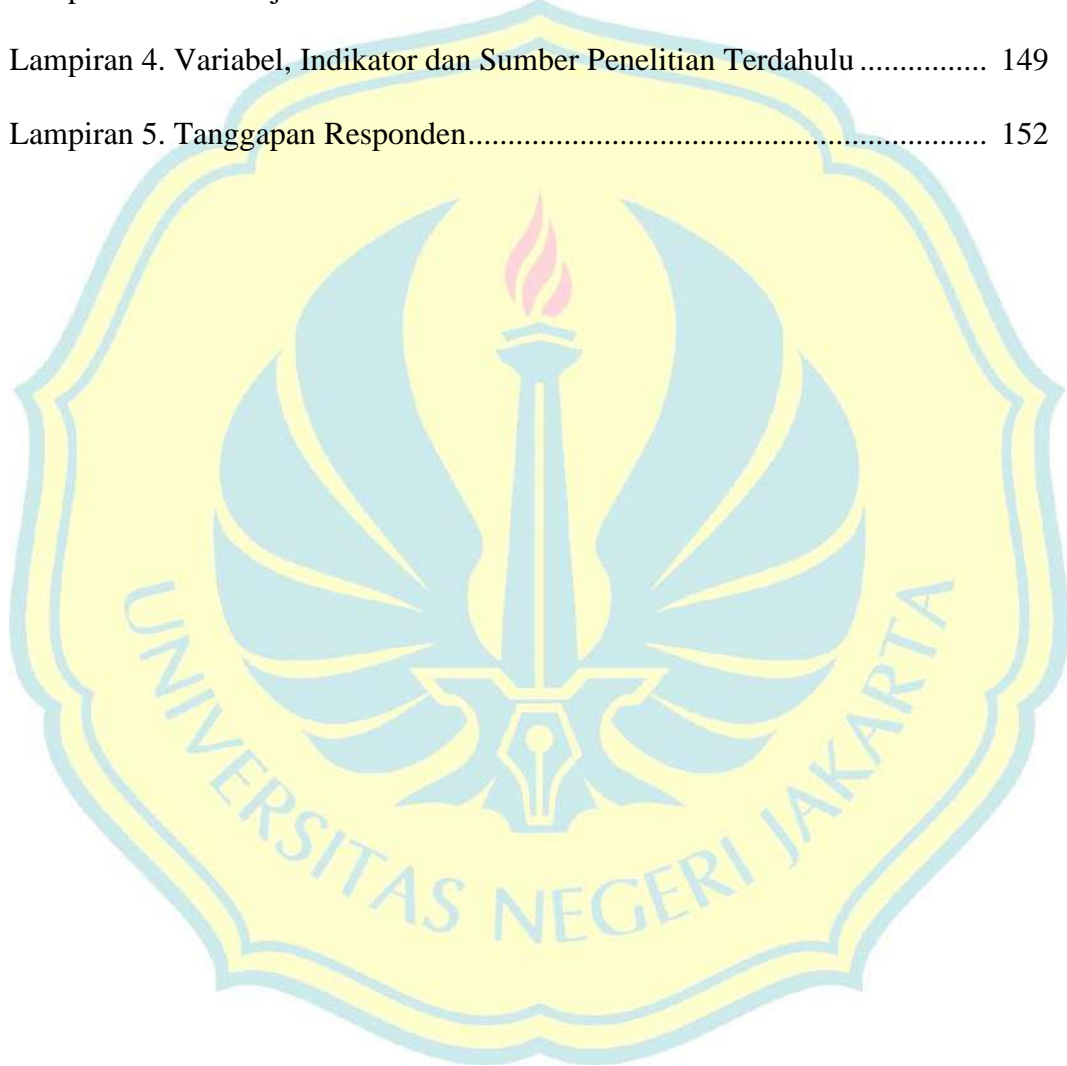 Lampiran 4. Variabel, Indikator dan Sumber Penelitian Terdahulu ................ 149
Lampiran 5. Tanggapan Responden................................................................. 152
UNIVERSITAS NEGERI JAKARTA